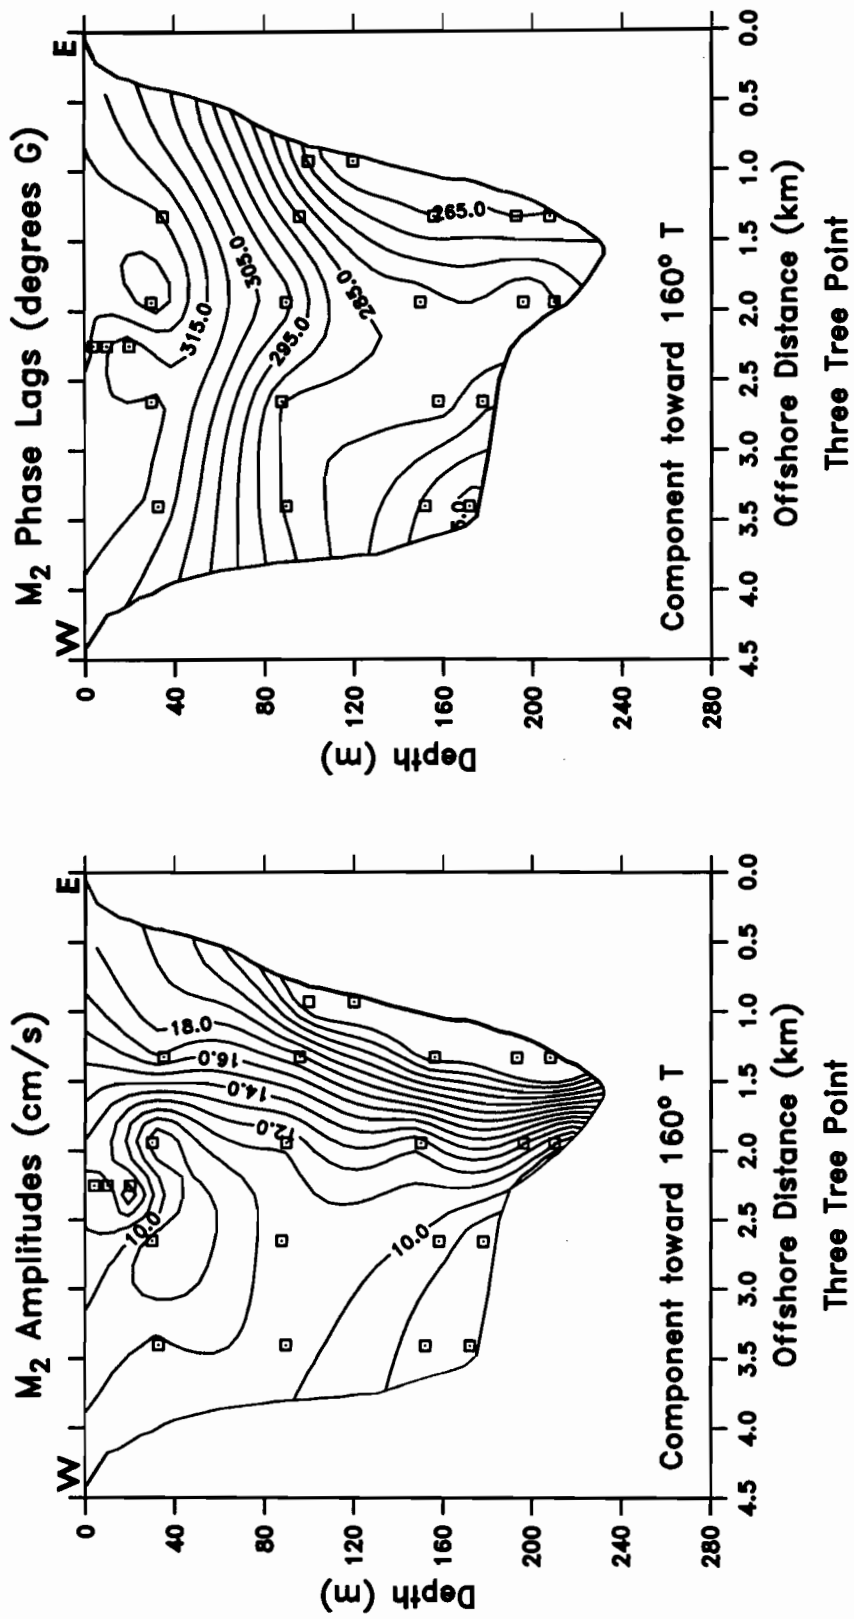 M₂ Amplitudes (cm/s)
W
E
0
40
80
120
160
200
240
280
Depth (m)
10.0
12.0
14.0
16.0
18.0
10.0
Component toward 160° T
4.5 4.0 3.5 3.0 2.5 2.0 1.5 1.0 0.5 0.0
Offshore Distance (km)
Three Tree Point
M₂ Phase Lags (degrees G)
W
E
0
40
80
120
160
200
240
280
Depth (m)
315.0
305.0
295.0
285.0
265.0
5.0
Component toward 160° T
4.5 4.0 3.5 3.0 2.5 2.0 1.5 1.0 0.5 0.0
Offshore Distance (km)
Three Tree Point